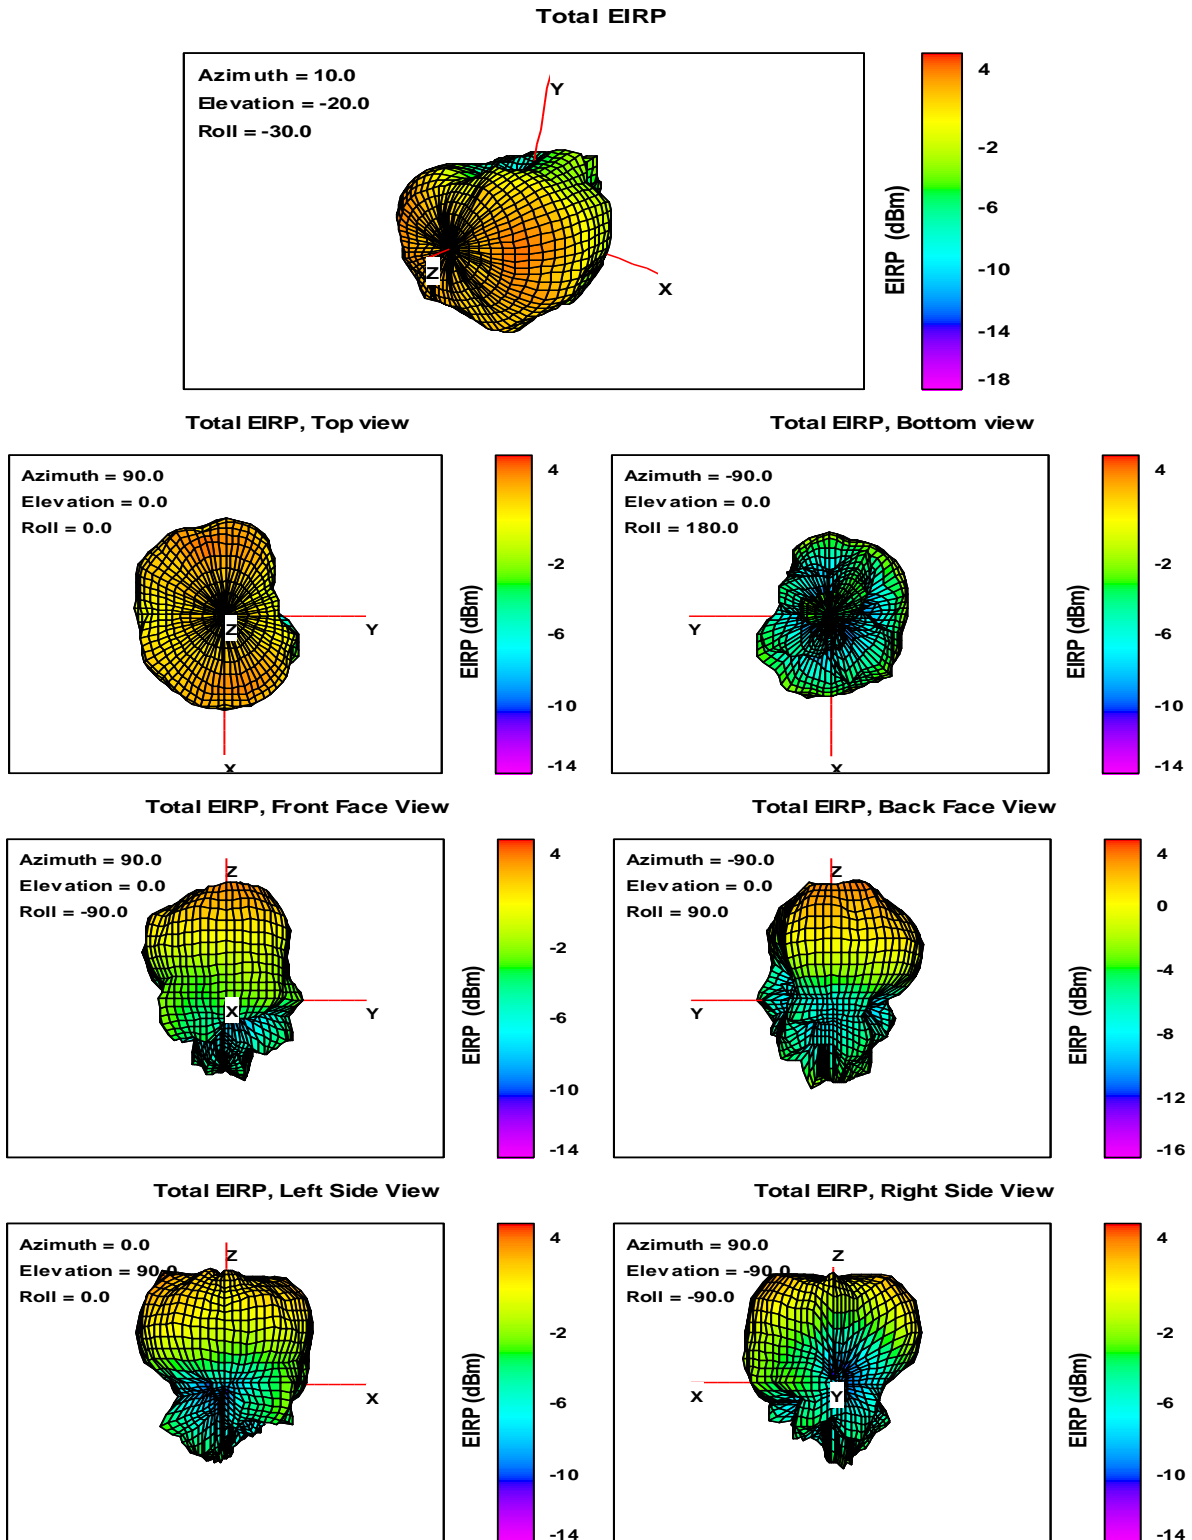 Total EIRP
Azimuth = 10.0
Elevation = -20.0
Roll = -30.0
Y
Z
X
EIRP (dBm)
4
-2
-6
-10
-14
-18
Total EIRP, Top view
Azimuth = 90.0
Elevation = 0.0
Roll = 0.0
Z
Y
X
EIRP (dBm)
4
-2
-6
-10
-14
Total EIRP, Bottom view
Azimuth = -90.0
Elevation = 0.0
Roll = 180.0
Y
X
EIRP (dBm)
4
-2
-6
-10
-14
Total EIRP, Front Face View
Azimuth = 90.0
Elevation = 0.0
Roll = -90.0
Z
X
Y
EIRP (dBm)
4
-2
-6
-10
-14
Total EIRP, Back Face View
Azimuth = -90.0
Elevation = 0.0
Roll = 90.0
Z
Y
EIRP (dBm)
4
0
-4
-8
-12
-16
Total EIRP, Left Side View
Azimuth = 0.0
Elevation = 90.0
Roll = 0.0
Z
X
EIRP (dBm)
4
-2
-6
-10
-14
Total EIRP, Right Side View
Azimuth = 90.0
Elevation = -90.0
Roll = -90.0
Z
X
Y
EIRP (dBm)
4
-2
-6
-10
-14